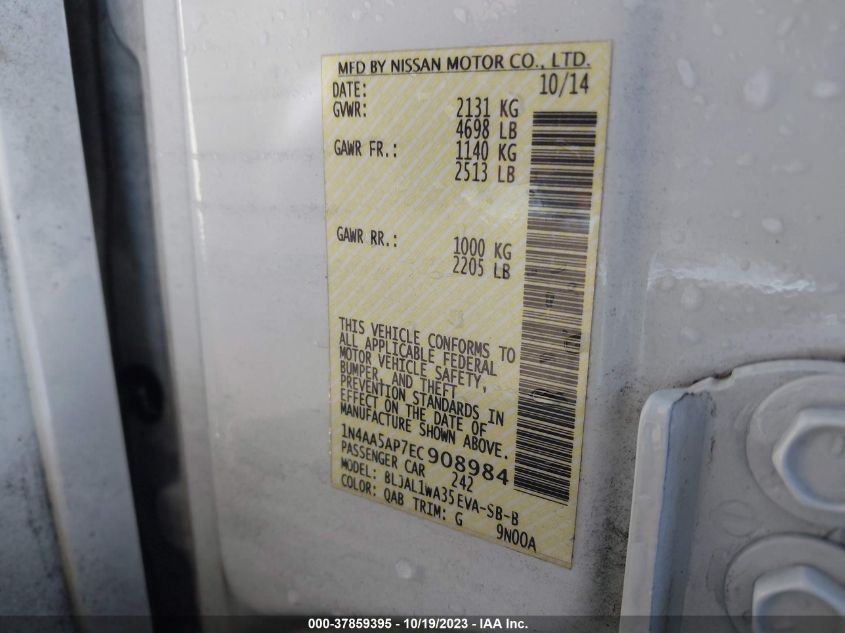 MFD BY NISSAN MOTOR CO., LTD.
DATE: 10/14
GVWR: 2131 KG
4698 LB
GAWR FR.: 1140 KG
2513 LB
GAWR RR.: 1000 KG
2205 LB
THIS VEHICLE CONFORMS TO
ALL APPLICABLE FEDERAL
MOTOR VEHICLE SAFETY,
BUMPER, AND THEFT
PREVENTION STANDARDS IN
EFFECT ON THE DATE OF
MANUFACTURE SHOWN ABOVE.
1N4AA5AP7EC908984
PASSENGER CAR 242
MODEL: BLJAL1WA35EVA-SB-B
COLOR: QAB TRIM: G 9N00A
000-37859395 - 10/19/2023 - IAA Inc.